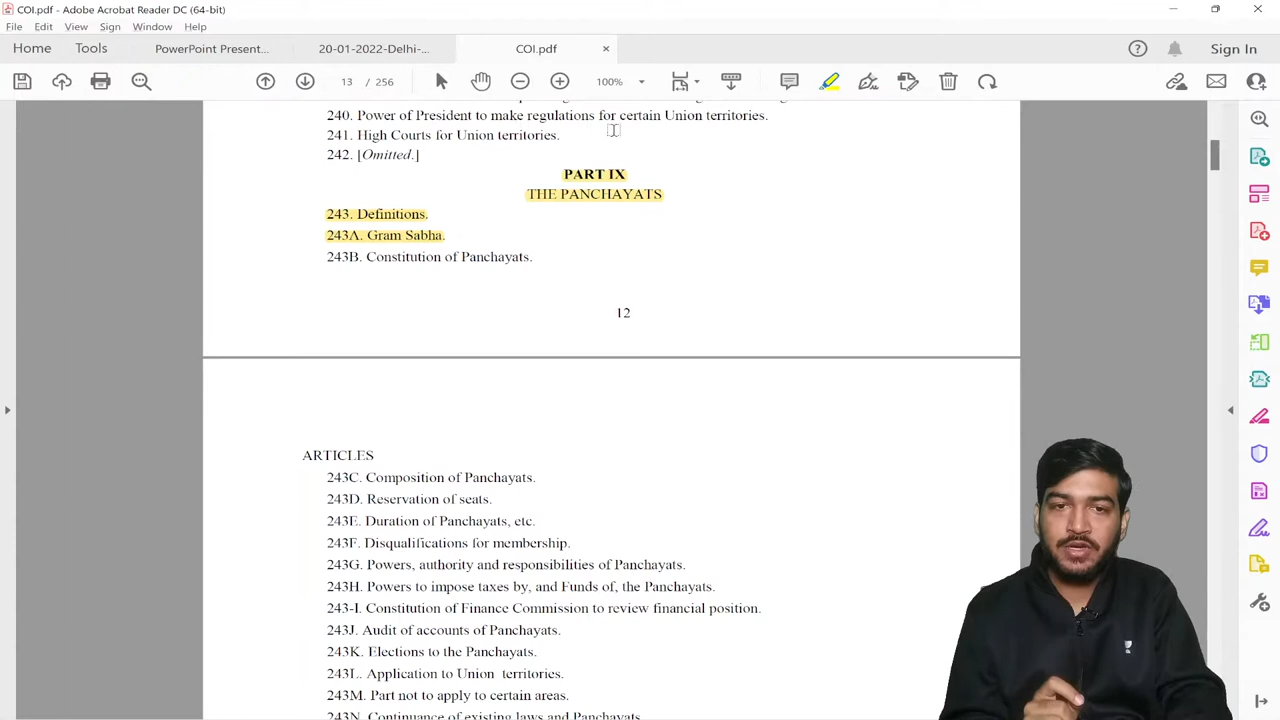 COI.pdf - Adobe Acrobat Reader DC (64-bit)
File Edit View Sign Window Help
Home Tools PowerPoint Present... 20-01-2022-Delhi-... COI.pdf × ? Sign In
13 / 256 100%
240. Power of President to make regulations for certain Union territories.
241. High Courts for Union territories.
242. [Omitted.]
PART IX
THE PANCHAYATS
243. Definitions.
243A. Gram Sabha.
243B. Constitution of Panchayats.
12
ARTICLES
243C. Composition of Panchayats.
243D. Reservation of seats.
243E. Duration of Panchayats, etc.
243F. Disqualifications for membership.
243G. Powers, authority and responsibilities of Panchayats.
243H. Powers to impose taxes by, and Funds of, the Panchayats.
243-I. Constitution of Finance Commission to review financial position.
243J. Audit of accounts of Panchayats.
243K. Elections to the Panchayats.
243L. Application to Union territories.
243M. Part not to apply to certain areas.
243N. Continuance of existing laws and Panchayats.